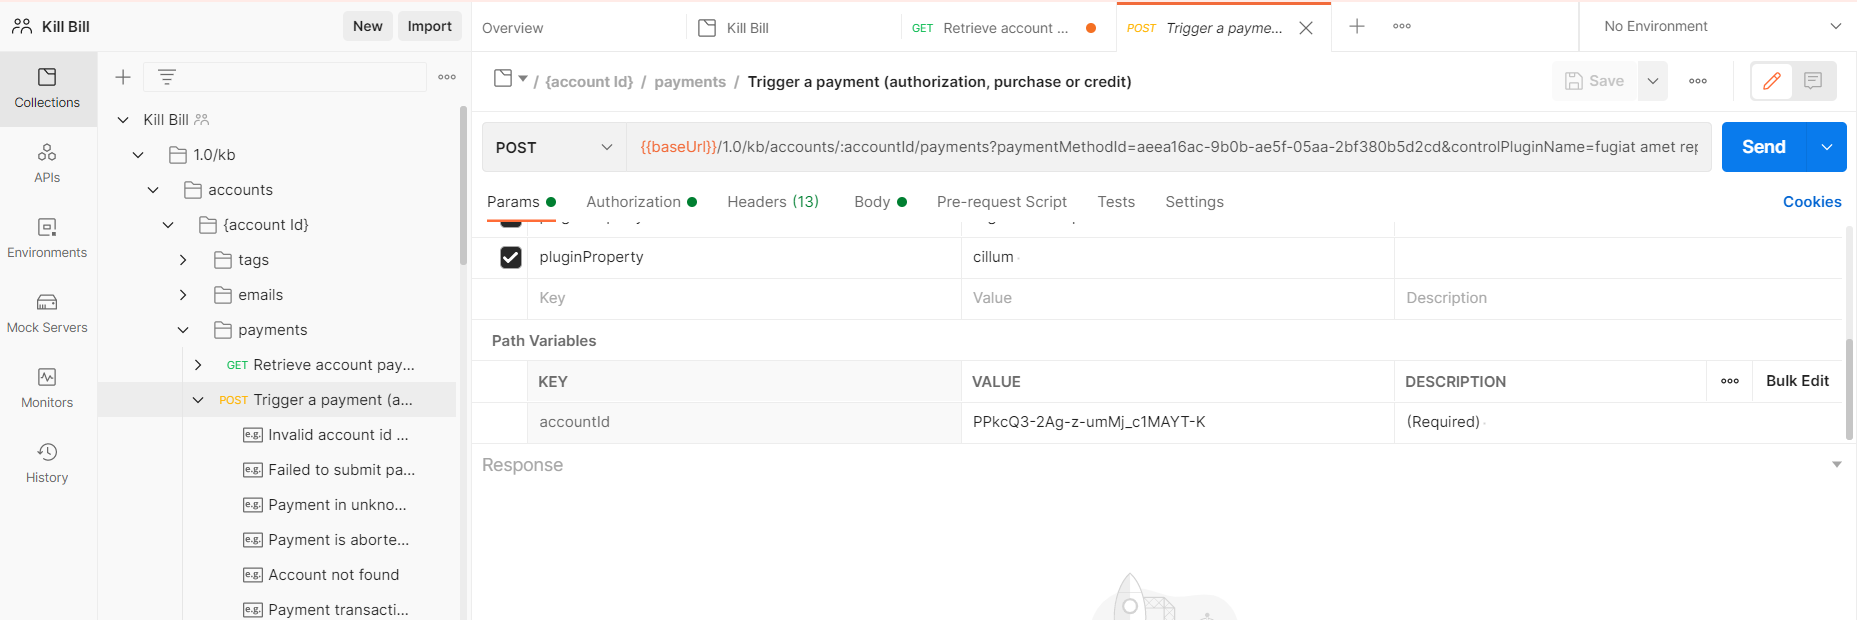 Kill Bill
New
Import
Overview
Kill Bill
GET Retrieve account ...
POST Trigger a payme...
No Environment
Collections
APIs
Environments
Mock Servers
Monitors
History
Kill Bill
1.0/kb
accounts
{account Id}
tags
emails
payments
GET Retrieve account pay...
POST Trigger a payment (a...
e.g. Invalid account id ...
e.g. Failed to submit pa...
e.g. Payment in unkno...
e.g. Payment is aborte...
e.g. Account not found
e.g. Payment transacti...
/ {account Id} / payments / Trigger a payment (authorization, purchase or credit)
Save
POST
{{baseUrl}}/1.0/kb/accounts/:accountId/payments?paymentMethodId=aeea16ac-9b0b-ae5f-05aa-2bf380b5d2cd&controlPluginName=fugiat amet rep
Send
Params
Authorization
Headers (13)
Body
Pre-request Script
Tests
Settings
Cookies
pluginProperty
cillum
Key
Value
Description
Path Variables
KEY
VALUE
DESCRIPTION
Bulk Edit
accountId
PPkcQ3-2Ag-z-umMj_c1MAYT-K
(Required)
Response